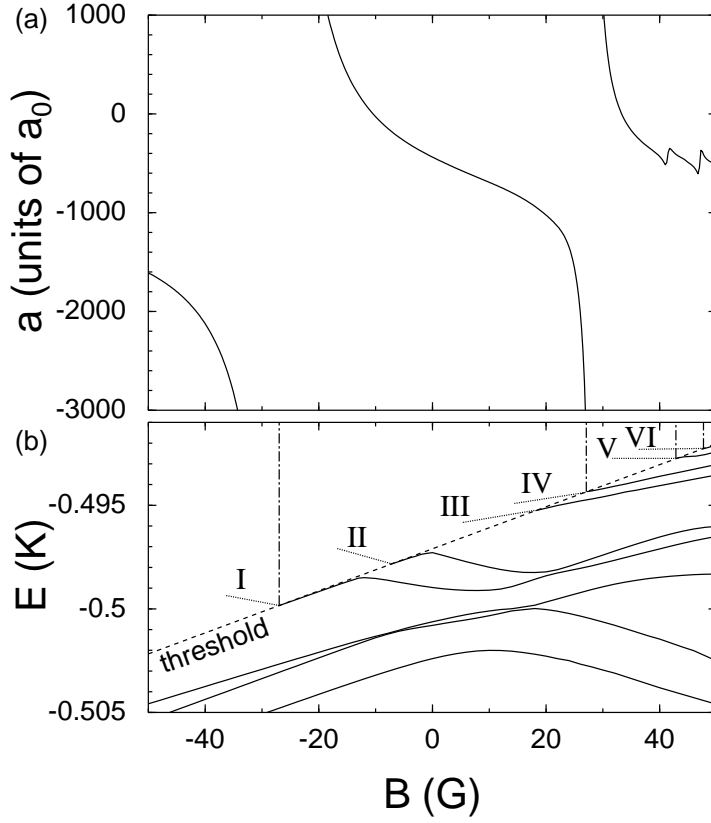 (a)
1000
0
-1000
-2000
-3000
a (units of a0)
(b)
-0.495
-0.5
-0.505
E (K)
I
II
III
IV
V
VI
threshold
-40 -20 0 20 40
B (G)